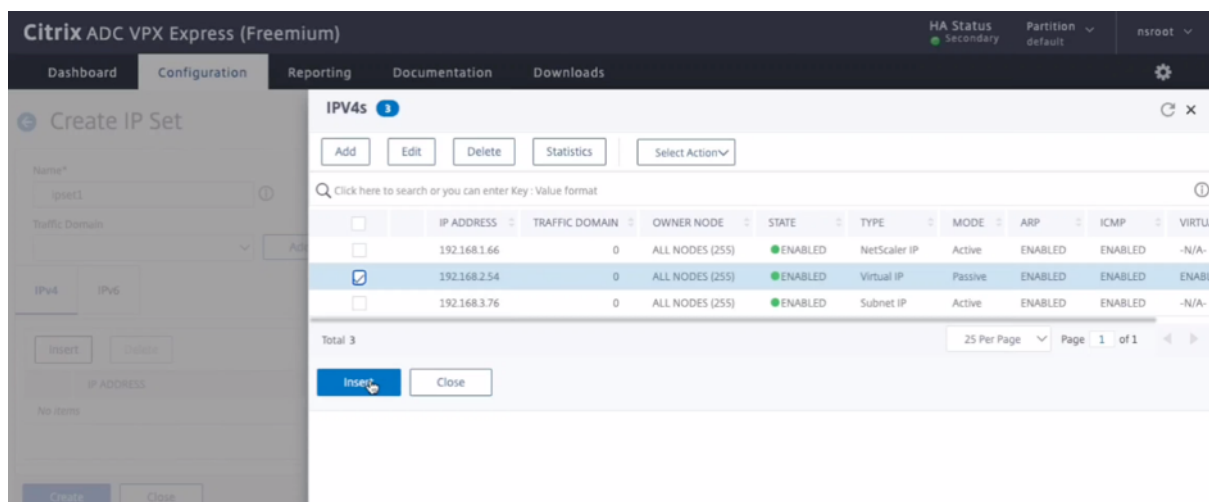 Citrix ADC VPX Express (Freemium)
HA Status
Secondary
Partition
default
nsroot
Dashboard Configuration Reporting Documentation Downloads
Create IP Set
Name*
ipset1
Traffic Domain
Add
IPv4 IPv6
Insert Delete
IP ADDRESS
No items
Create Close
IPV4s 3
Add Edit Delete Statistics Select Action
Click here to search or you can enter Key : Value format
IP ADDRESS TRAFFIC DOMAIN OWNER NODE STATE TYPE MODE ARP ICMP VIRTU
192.168.1.66 0 ALL NODES (255) ENABLED NetScaler IP Active ENABLED ENABLED -N/A-
192.168.2.54 0 ALL NODES (255) ENABLED Virtual IP Passive ENABLED ENABLED ENABL
192.168.3.76 0 ALL NODES (255) ENABLED Subnet IP Active ENABLED ENABLED -N/A-
Total 3
25 Per Page Page 1 of 1
Insert Close